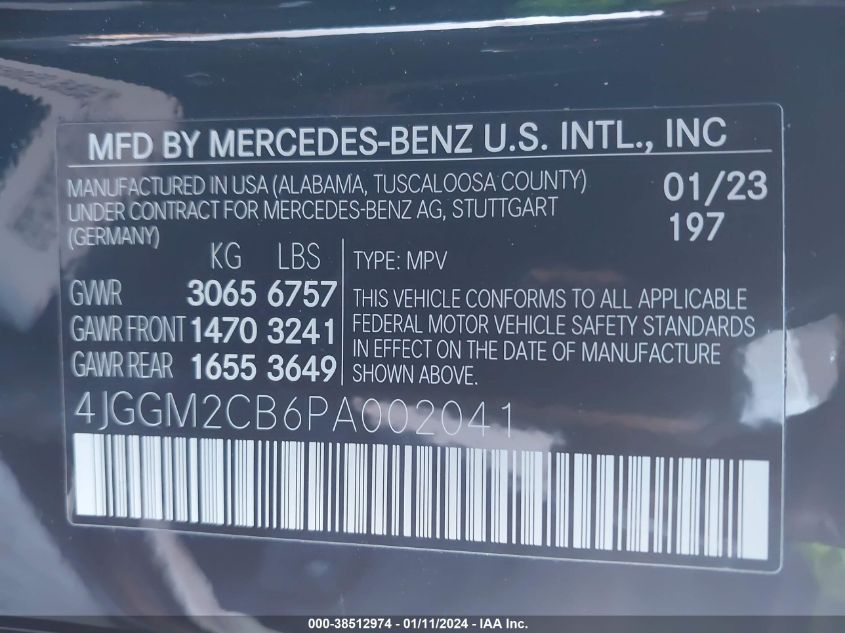 MFD BY MERCEDES-BENZ U.S. INTL., INC
MANUFACTURED IN USA (ALABAMA, TUSCALOOSA COUNTY)
UNDER CONTRACT FOR MERCEDES-BENZ AG, STUTTGART
(GERMANY)
01/23
197
KG LBS
GVWR 3065 6757
GAWR FRONT 1470 3241
GAWR REAR 1655 3649
TYPE: MPV
THIS VEHICLE CONFORMS TO ALL APPLICABLE
FEDERAL MOTOR VEHICLE SAFETY STANDARDS
IN EFFECT ON THE DATE OF MANUFACTURE
SHOWN ABOVE.
4JGGM2CB6PA002041
000-38512974 - 01/11/2024 - IAA Inc.